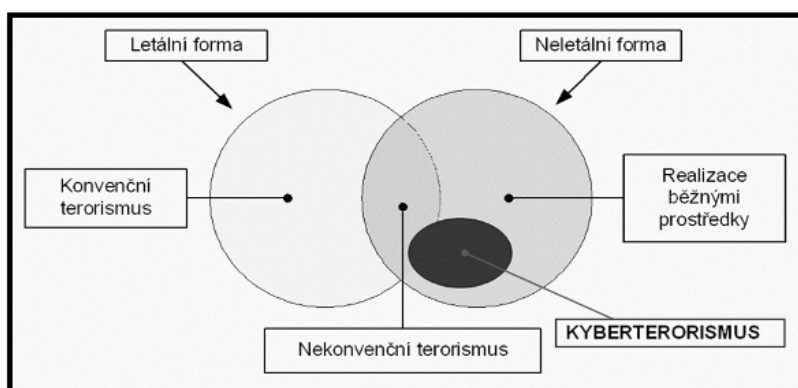 Letální forma
Neletální forma
Konvenční
terorismus
Realizace
běžnými
prostředky
Nekonvenční terorismus
KYBERTERORISMUS